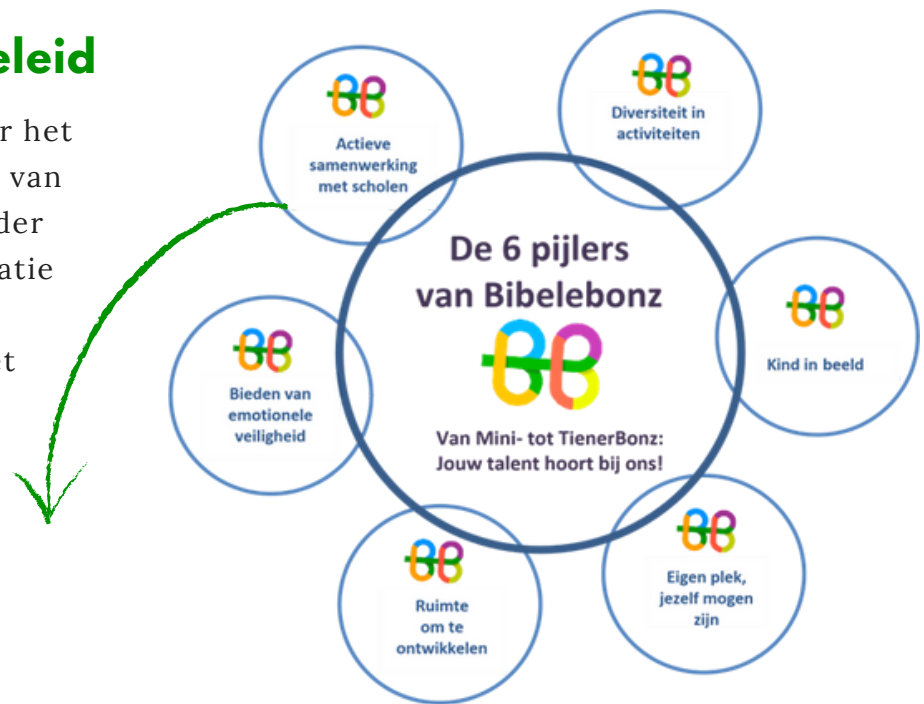 eleid
r het
van
der
atie
et
Actieve
samenwerking
met scholen
Diversiteit in
activiteiten
De 6 pijlers
van Bibelebonz
BB
Van Mini- tot TienerBonz:
Jouw talent hoort bij ons!
Kind in beeld
Bieden van
emotionele
veiligheid
Eigen plek,
jezelf mogen
zijn
Ruimte
om te
ontwikkelen